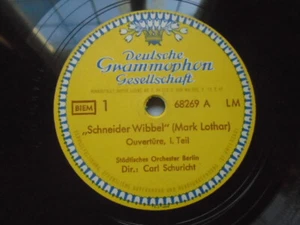 Deutsche
Grammophon
Gesellschaft
BIEM 1 68269 A LM
„Schneider Wibbel" (Mark Lothar)
Ouvertüre, I. Teil
Städtisches Orchester Berlin
Dir.: Carl Schuricht